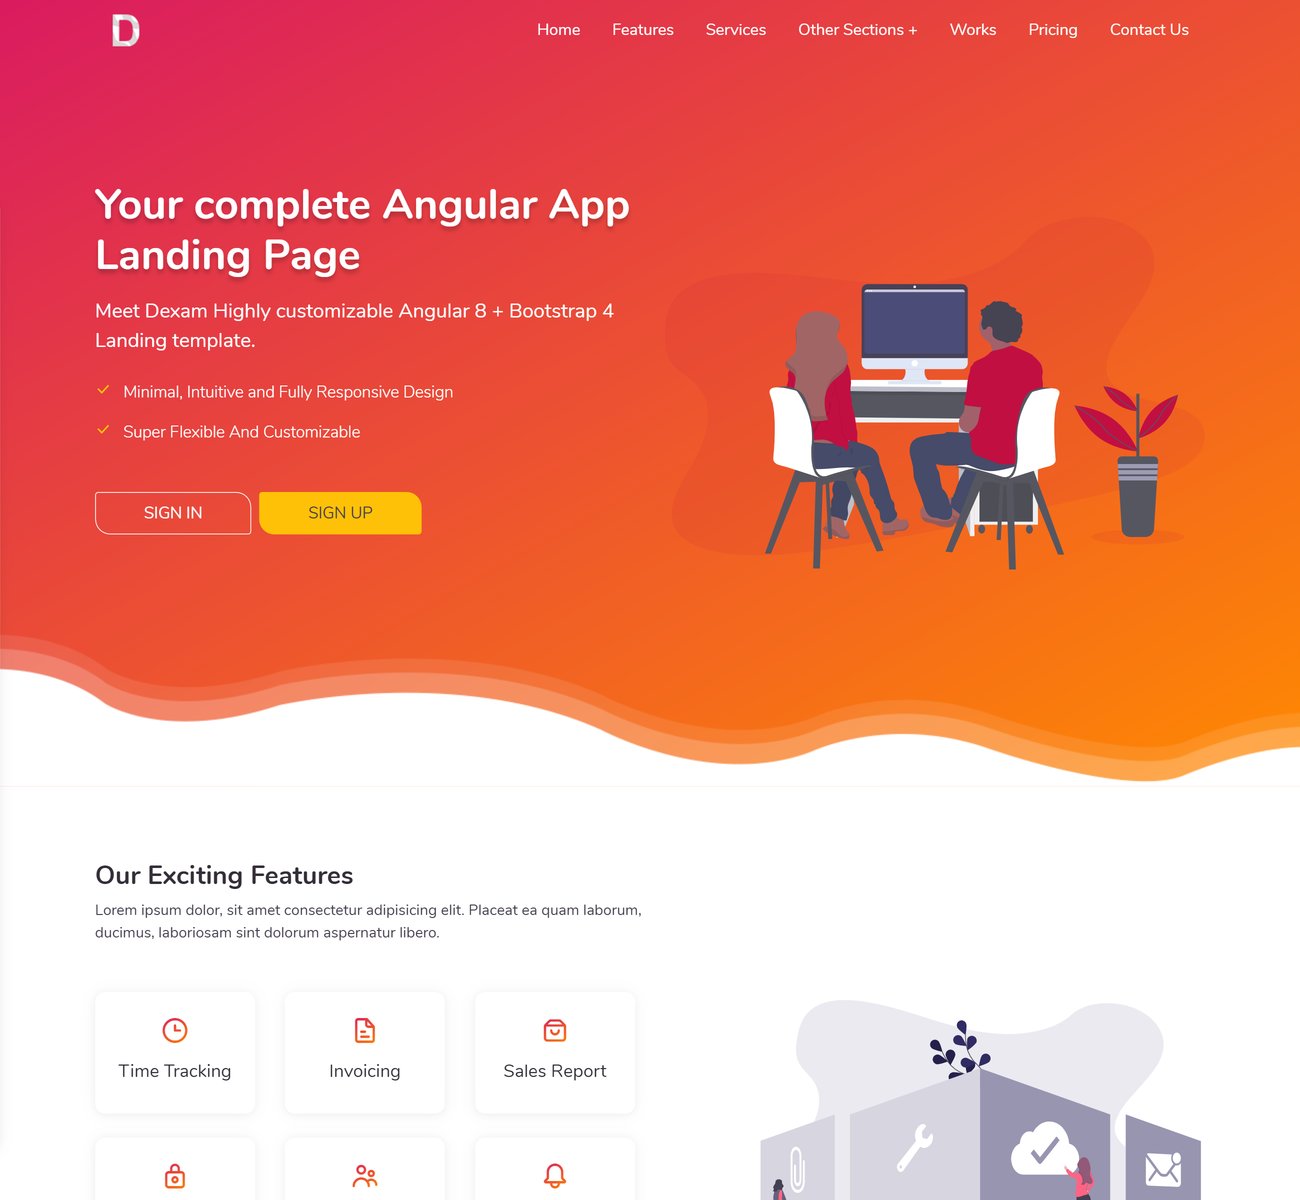 D
Home Features Services Other Sections + Works Pricing Contact Us
Your complete Angular App
Landing Page
Meet Dexam Highly customizable Angular 8 + Bootstrap 4
Landing template.
Minimal, Intuitive and Fully Responsive Design
Super Flexible And Customizable
SIGN IN SIGN UP
Our Exciting Features
Lorem ipsum dolor, sit amet consectetur adipisicing elit. Placeat ea quam laborum,
ducimus, laboriosam sint dolorum aspernatur libero.
Time Tracking Invoicing Sales Report